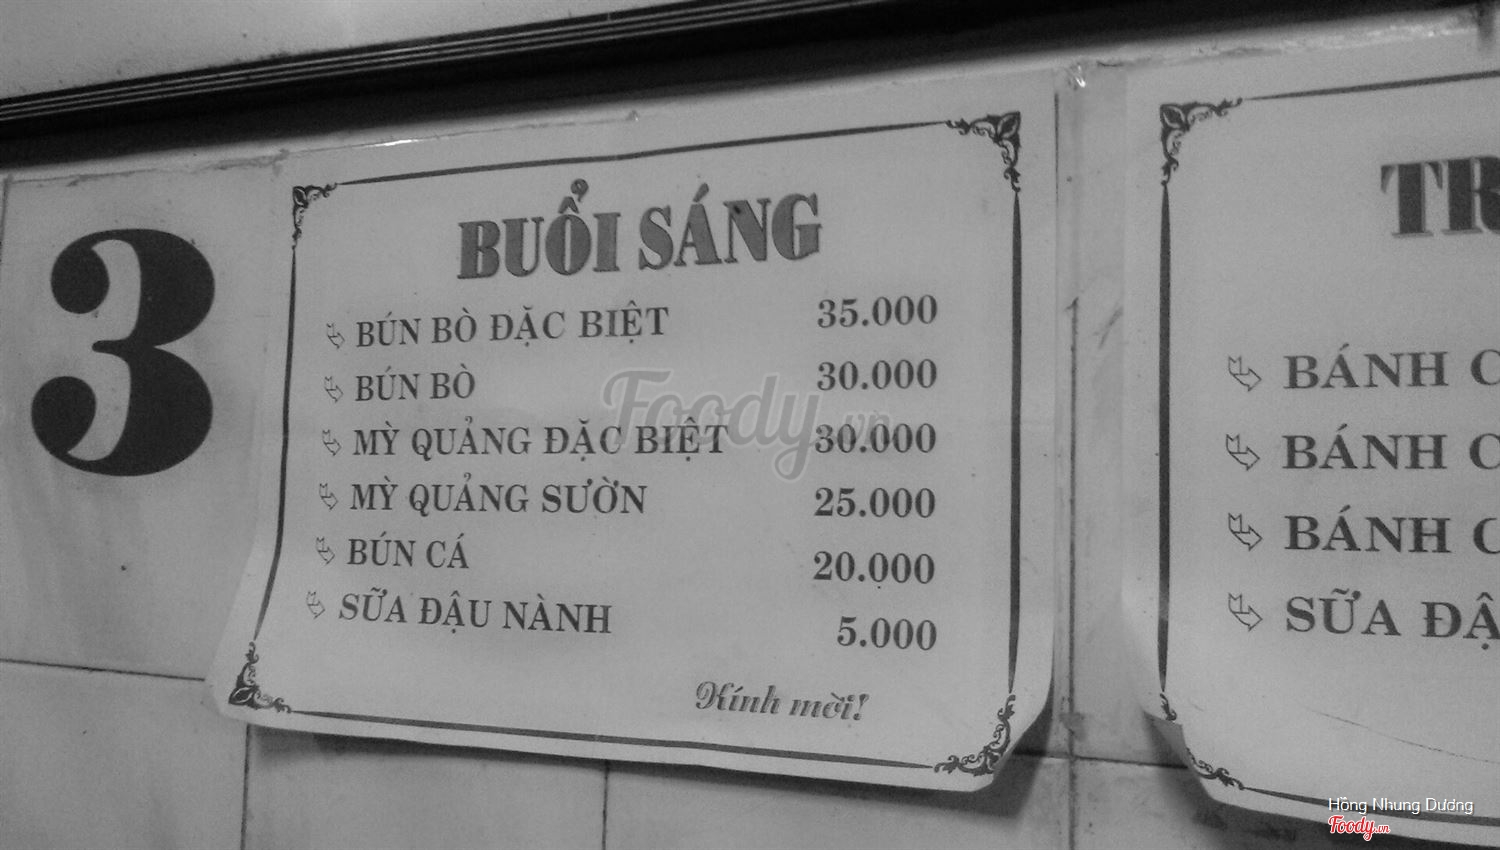 3
BUỔI SÁNG
BÚN BÒ ĐẶC BIỆT 35.000
BÚN BÒ 30.000
MỲ QUẢNG ĐẶC BIỆT 30.000
MỲ QUẢNG SƯỜN 25.000
BÚN CÁ 20.000
SỮA ĐẬU NÀNH 5.000
Kính mời!
BÁNH
BÁNH
BÁNH
SỮA ĐẬ
Foody.vn
Hồng Nhung Dương
Foody.vn